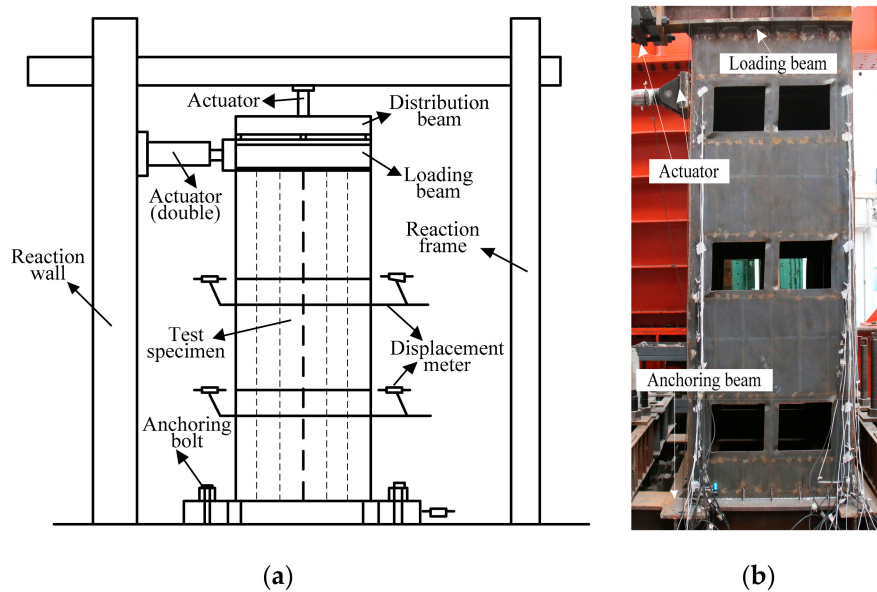 Actuator
Distribution
beam
Loading
beam
Actuator
(double)
Reaction
frame
Reaction
wall
Test
specimen
Displacement
meter
Anchoring
bolt
(a)
Loading beam
Actuator
Anchoring beam
(b)